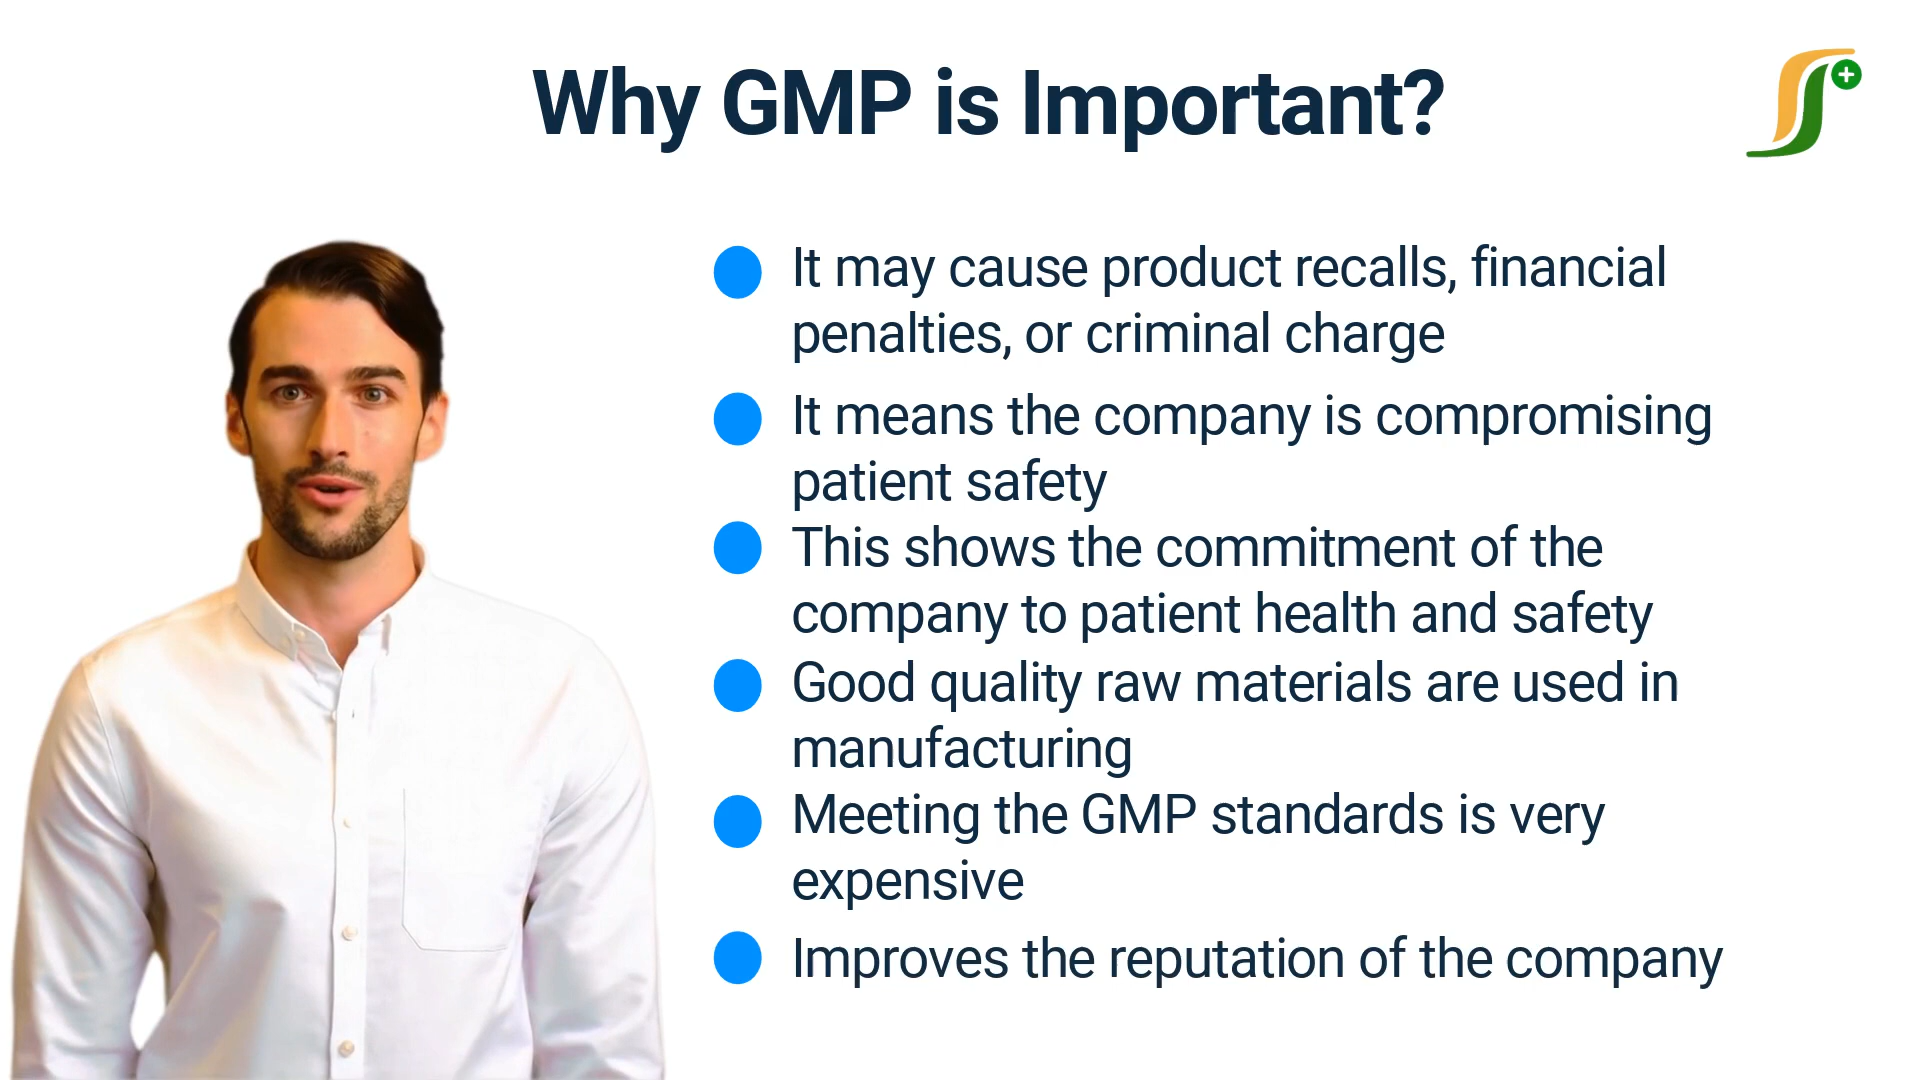 Why GMP is Important?
It may cause product recalls, financial
penalties, or criminal charge
It means the company is compromising
patient safety
This shows the commitment of the
company to patient health and safety
Good quality raw materials are used in
manufacturing
Meeting the GMP standards is very
expensive
Improves the reputation of the company